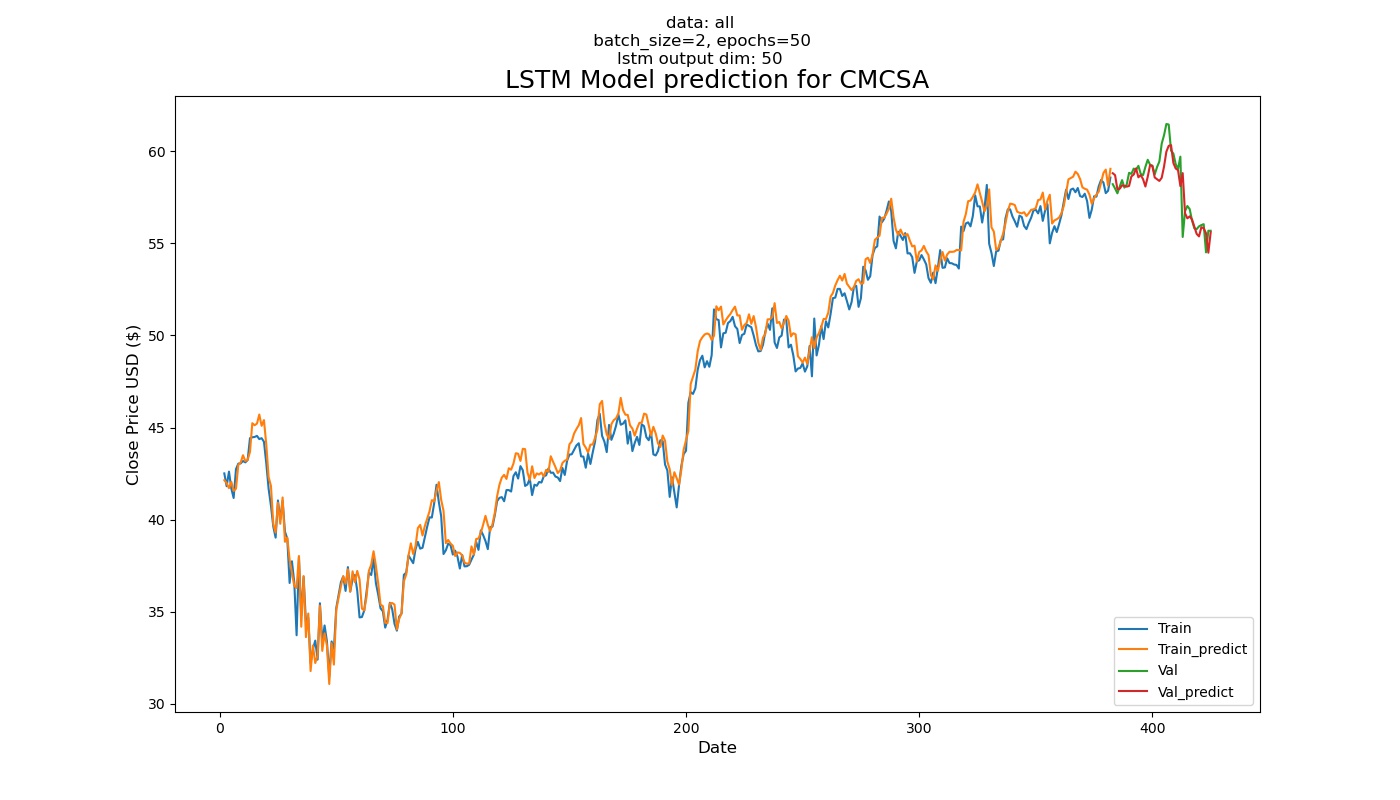 data: all
batch_size=2, epochs=50
lstm output dim: 50
LSTM Model prediction for CMCSA
Close Price USD ($)
60
55
50
45
40
35
30
0 100 200 300 400
Date
Train
Train_predict
Val
Val_predict